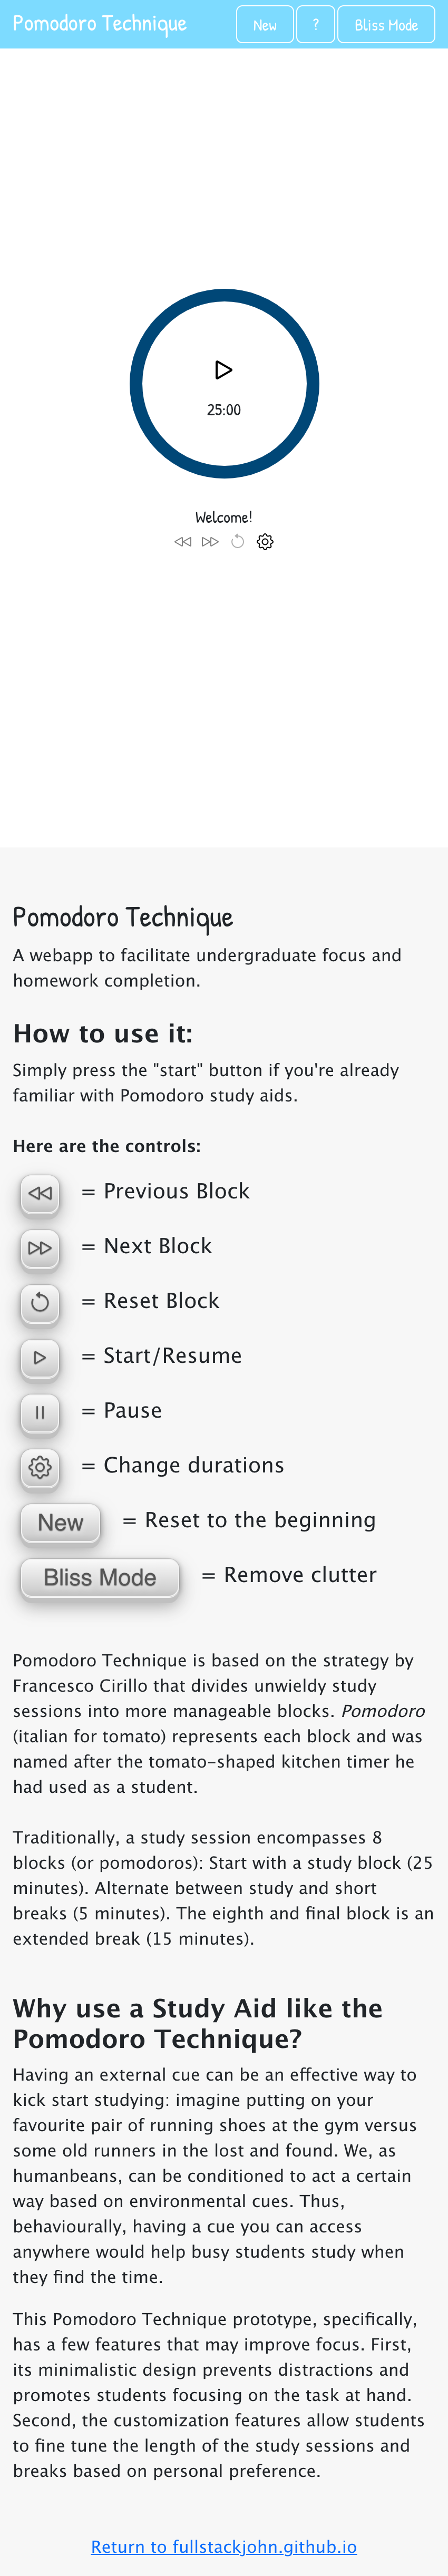 Pomodoro Technique
New
?
Bliss Mode
25:00
Welcome!
Pomodoro Technique
A webapp to facilitate undergraduate focus and
homework completion.
How to use it:
Simply press the "start" button if you're already
familiar with Pomodoro study aids.
Here are the controls:
= Previous Block
= Next Block
= Reset Block
= Start/Resume
= Pause
= Change durations
New = Reset to the beginning
Bliss Mode = Remove clutter
Pomodoro Technique is based on the strategy by
Francesco Cirillo that divides unwieldy study
sessions into more manageable blocks. Pomodoro
(italian for tomato) represents each block and was
named after the tomato-shaped kitchen timer he
had used as a student.
Traditionally, a study session encompasses 8
blocks (or pomodoros): Start with a study block (25
minutes). Alternate between study and short
breaks (5 minutes). The eighth and final block is an
extended break (15 minutes).
Why use a Study Aid like the
Pomodoro Technique?
Having an external cue can be an effective way to
kick start studying: imagine putting on your
favourite pair of running shoes at the gym versus
some old runners in the lost and found. We, as
humanbeans, can be conditioned to act a certain
way based on environmental cues. Thus,
behaviourally, having a cue you can access
anywhere would help busy students study when
they find the time.
This Pomodoro Technique prototype, specifically,
has a few features that may improve focus. First,
its minimalistic design prevents distractions and
promotes students focusing on the task at hand.
Second, the customization features allow students
to fine tune the length of the study sessions and
breaks based on personal preference.
Return to fullstackjohn.github.io